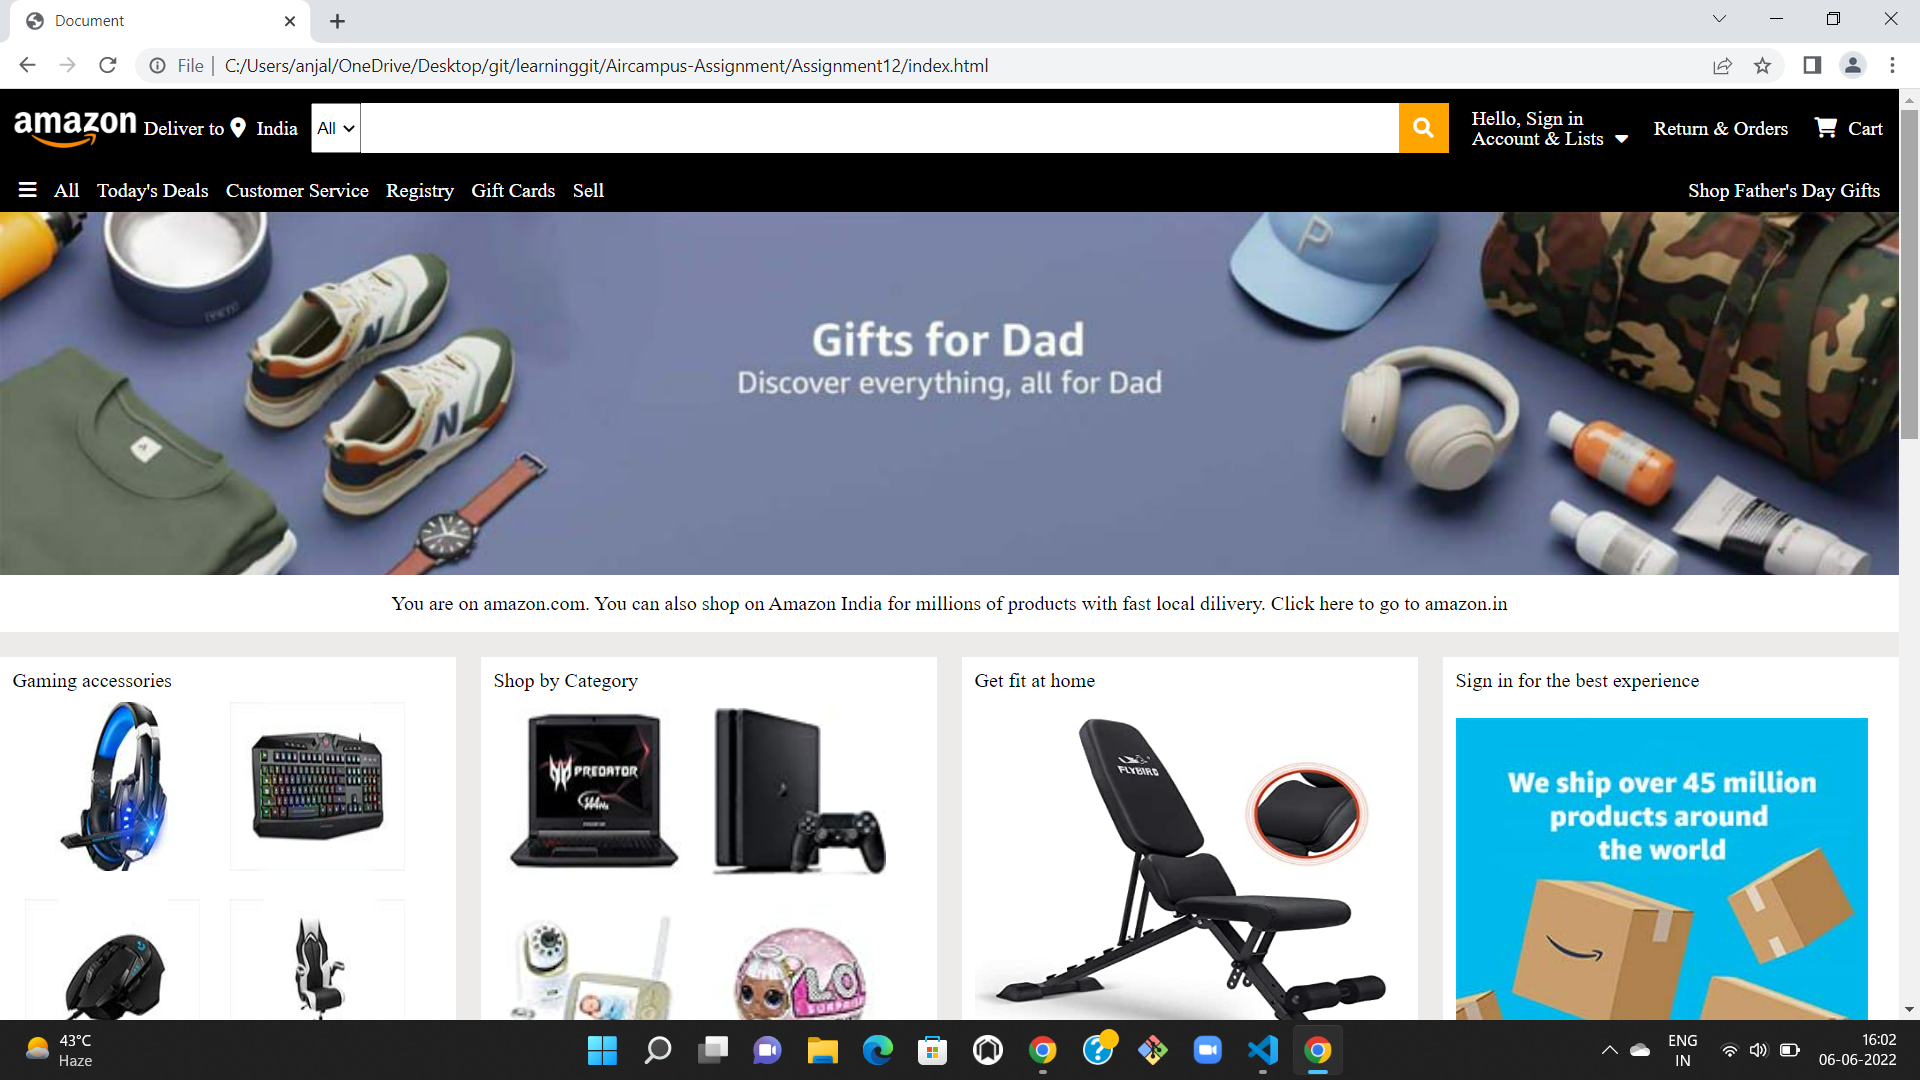 Document
File
C:/Users/anjal/OneDrive/Desktop/git/learninggit/Aircampus-Assignment/Assignment12/index.html
amazon
Deliver to India
All
Hello, Sign in
Account & Lists
Return & Orders
Cart
All Today's Deals Customer Service Registry Gift Cards Sell
Shop Father's Day Gifts
P
YETI
N
N
Gifts for Dad
Discover everything, all for Dad
You are on amazon.com. You can also shop on Amazon India for millions of products with fast local dilivery. Click here to go to amazon.in
Gaming accessories
Shop by Category
PREDATOR
144Hz
L.O.L
SURPRISE
Get fit at home
FLYBIRD
Sign in for the best experience
We ship over 45 million
products around
the world
43°C
Haze
ENG
IN
16:02
06-06-2022